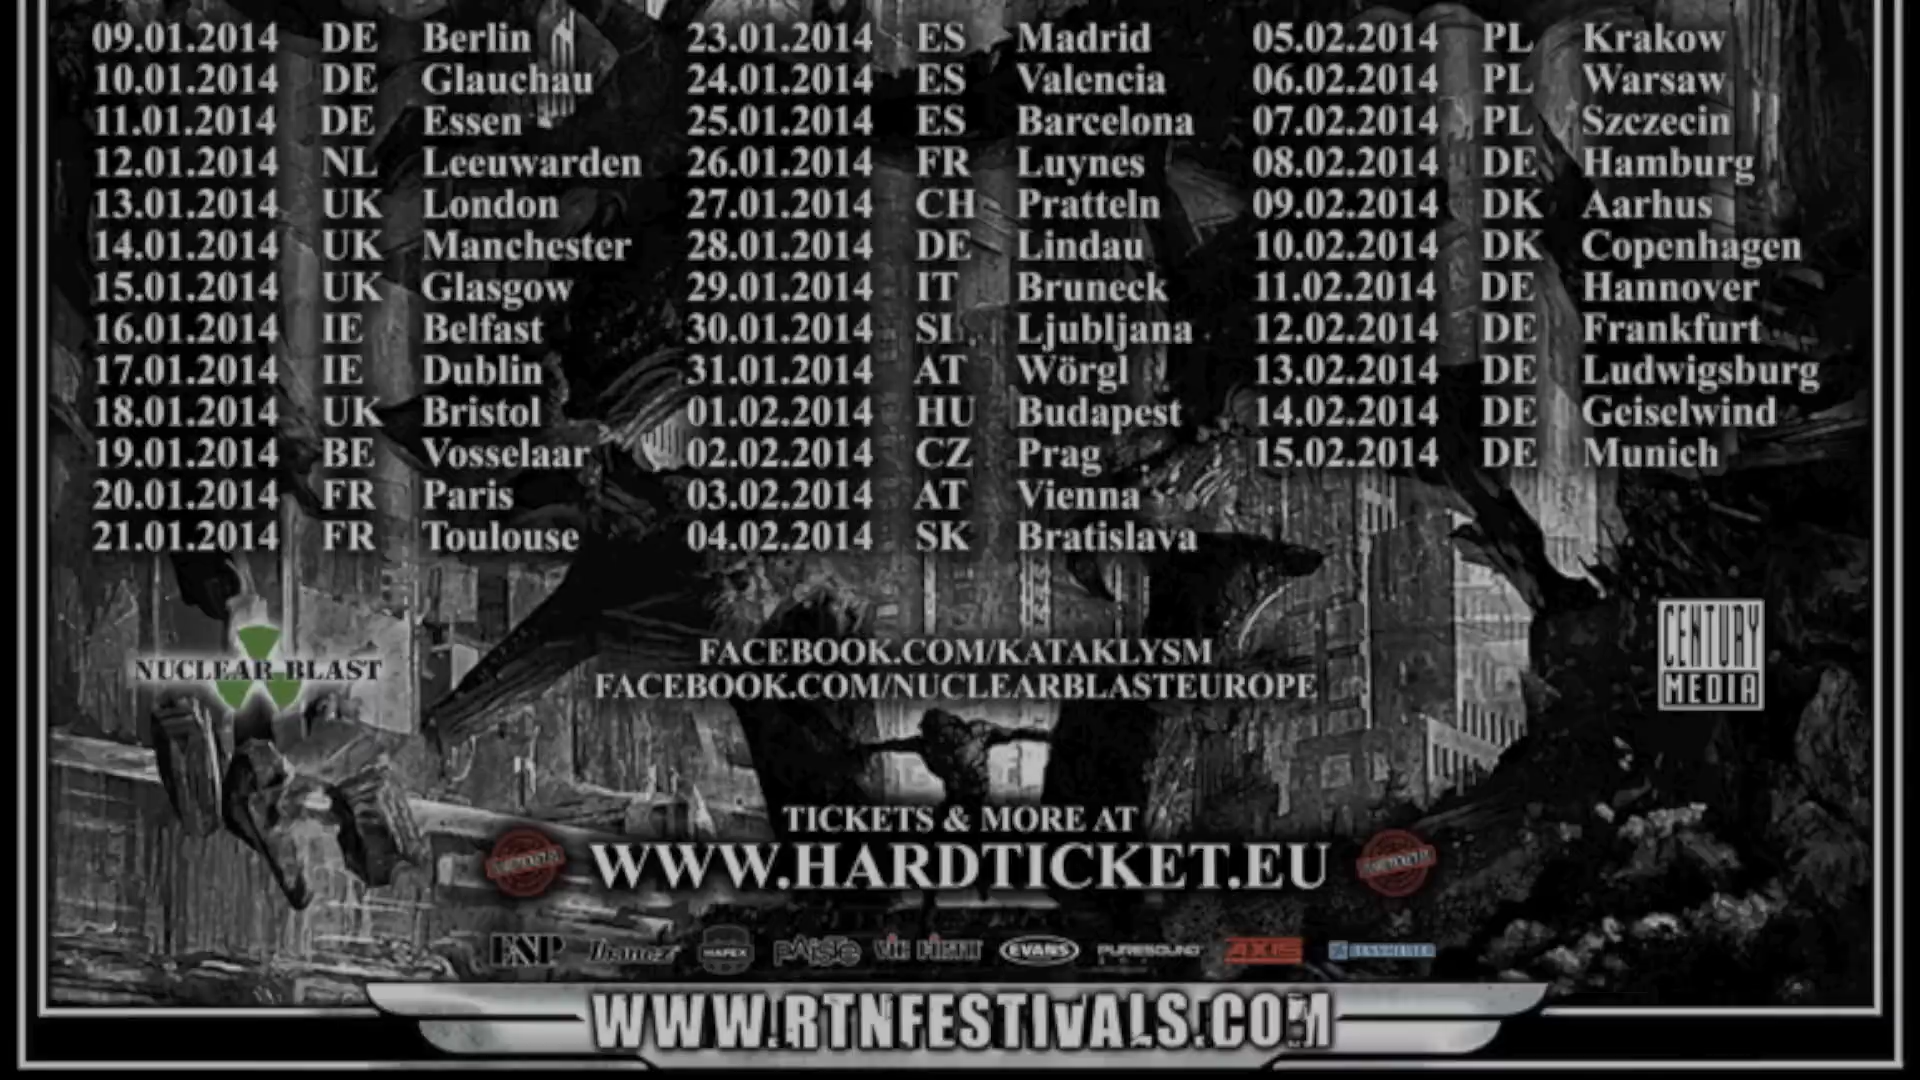 09.01.2014 DE Berlin
10.01.2014 DE Glauchau
11.01.2014 DE Essen
12.01.2014 NL Leeuwarden
13.01.2014 UK London
14.01.2014 UK Manchester
15.01.2014 UK Glasgow
16.01.2014 IE Belfast
17.01.2014 IE Dublin
18.01.2014 UK Bristol
19.01.2014 BE Vosselaar
20.01.2014 FR Paris
21.01.2014 FR Toulouse
23.01.2014 ES Madrid
24.01.2014 ES Valencia
25.01.2014 ES Barcelona
26.01.2014 FR Luynes
27.01.2014 CH Pratteln
28.01.2014 DE Lindau
29.01.2014 IT Bruneck
30.01.2014 SI Ljubljana
31.01.2014 AT Wörgl
01.02.2014 HU Budapest
02.02.2014 CZ Prag
03.02.2014 AT Vienna
04.02.2014 SK Bratislava
05.02.2014 PL Krakow
06.02.2014 PL Warsaw
07.02.2014 PL Szczecin
08.02.2014 DE Hamburg
09.02.2014 DK Aarhus
10.02.2014 DK Copenhagen
11.02.2014 DE Hannover
12.02.2014 DE Frankfurt
13.02.2014 DE Ludwigsburg
14.02.2014 DE Geiselwind
15.02.2014 DE Munich
NUCLEAR BLAST
FACEBOOK.COM/KATAKLYSM
FACEBOOK.COM/NUCLEARBLASTEUROPE
CENTURY
MEDIA
TICKETS & MORE AT
WWW.HARDTICKET.EU
ESP Ibanez MAPEX PAiSTe VIC FIRTH EVANS PURESOUND AXIS SENNHEISER
WWW.RTNFESTIVALS.COM